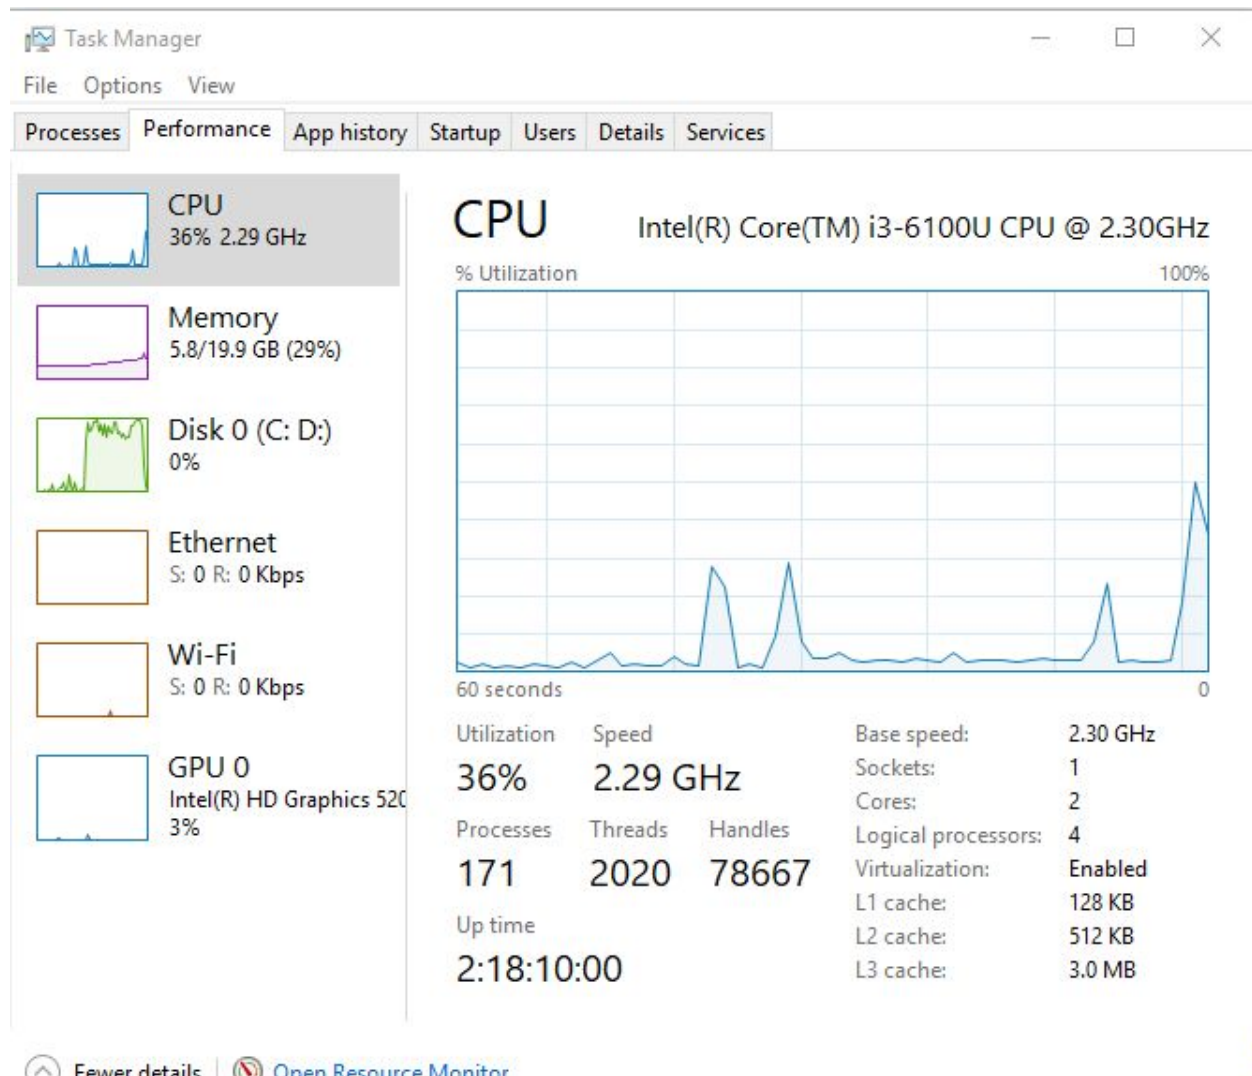 Task Manager
File Options View
Processes Performance App history Startup Users Details Services
CPU
36% 2.29 GHz
Memory
5.8/19.9 GB (29%)
Disk 0 (C: D:)
0%
Ethernet
S: 0 R: 0 Kbps
Wi-Fi
S: 0 R: 0 Kbps
GPU 0
Intel(R) HD Graphics 520
3%
CPU Intel(R) Core(TM) i3-6100U CPU @ 2.30GHz
% Utilization 100%
60 seconds 0
Utilization Speed
36% 2.29 GHz
Processes Threads Handles
171 2020 78667
Up time
2:18:10:00
Base speed: 2.30 GHz
Sockets: 1
Cores: 2
Logical processors: 4
Virtualization: Enabled
L1 cache: 128 KB
L2 cache: 512 KB
L3 cache: 3.0 MB
Fewer details Open Resource Monitor